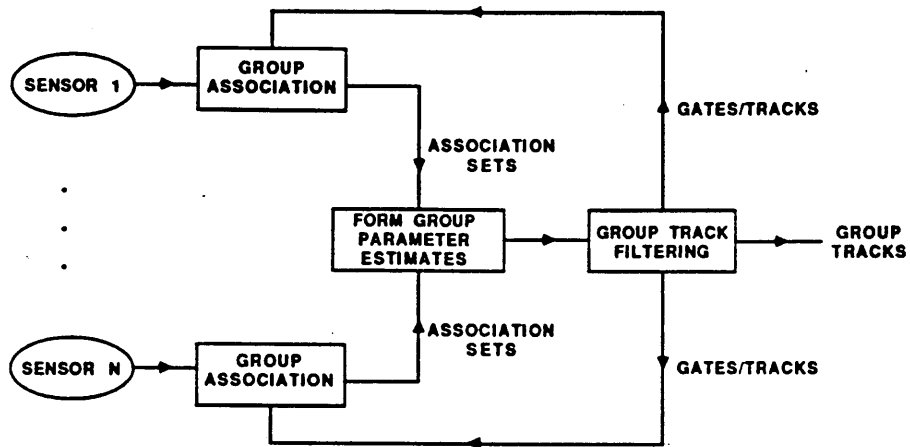 GROUP
ASSOCIATION
SENSOR 1
GATES/TRACKS
ASSOCIATION
SETS
FORM GROUP
PARAMETER
ESTIMATES
GROUP TRACK
FILTERING
GROUP
TRACKS
ASSOCIATION
SETS
SENSOR N
GROUP
ASSOCIATION
GATES/TRACKS